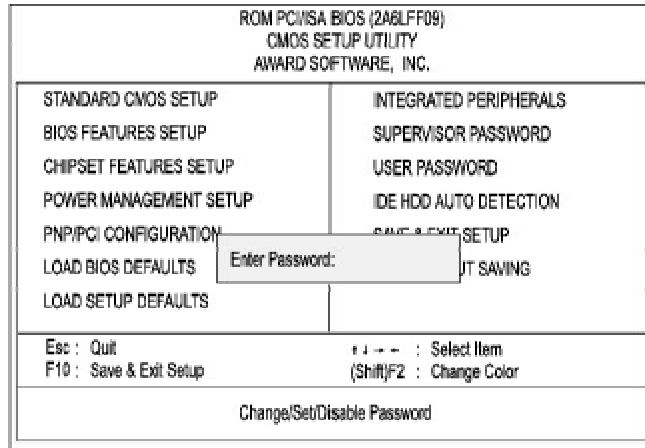 ROM PCI/ISA BIOS (2A6LFF09)
CMOS SETUP UTILITY
AWARD SOFTWARE, INC.
STANDARD CMOS SETUP
BIOS FEATURES SETUP
CHIPSET FEATURES SETUP
POWER MANAGEMENT SETUP
PNP/PCI CONFIGURATION
LOAD BIOS DEFAULTS
LOAD SETUP DEFAULTS
INTEGRATED PERIPHERALS
SUPERVISOR PASSWORD
USER PASSWORD
IDE HDD AUTO DETECTION
SAVE & EXIT SETUP
SAVING
Enter Password:
Esc : Quit
F10 : Save & Exit Setup
↑ ↓ → ← : Select Item
(Shift)F2 : Change Color
Change/Set/Disable Password